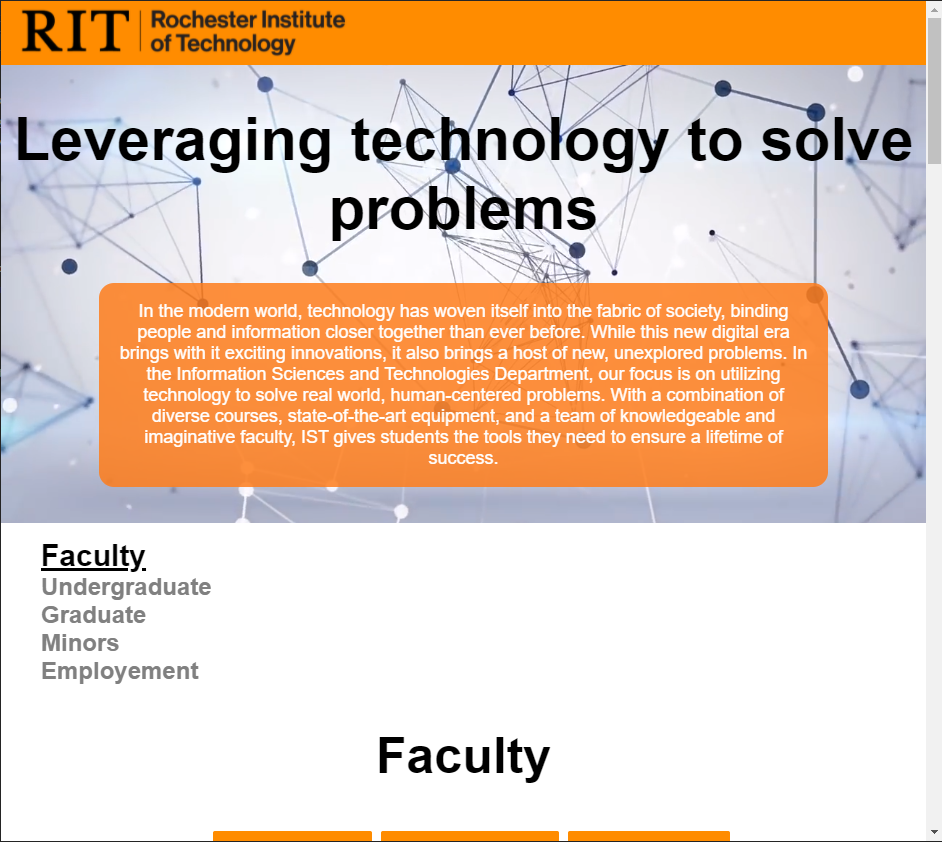 RIT
Rochester Institute
of Technology
Leveraging technology to solve
problems
In the modern world, technology has woven itself into the fabric of society, binding
people and information closer together than ever before. While this new digital era
brings with it exciting innovations, it also brings a host of new, unexplored problems. In
the Information Sciences and Technologies Department, our focus is on utilizing
technology to solve real world, human-centered problems. With a combination of
diverse courses, state-of-the-art equipment, and a team of knowledgeable and
imaginative faculty, IST gives students the tools they need to ensure a lifetime of
success.
Faculty
Undergraduate
Graduate
Minors
Employement
Faculty